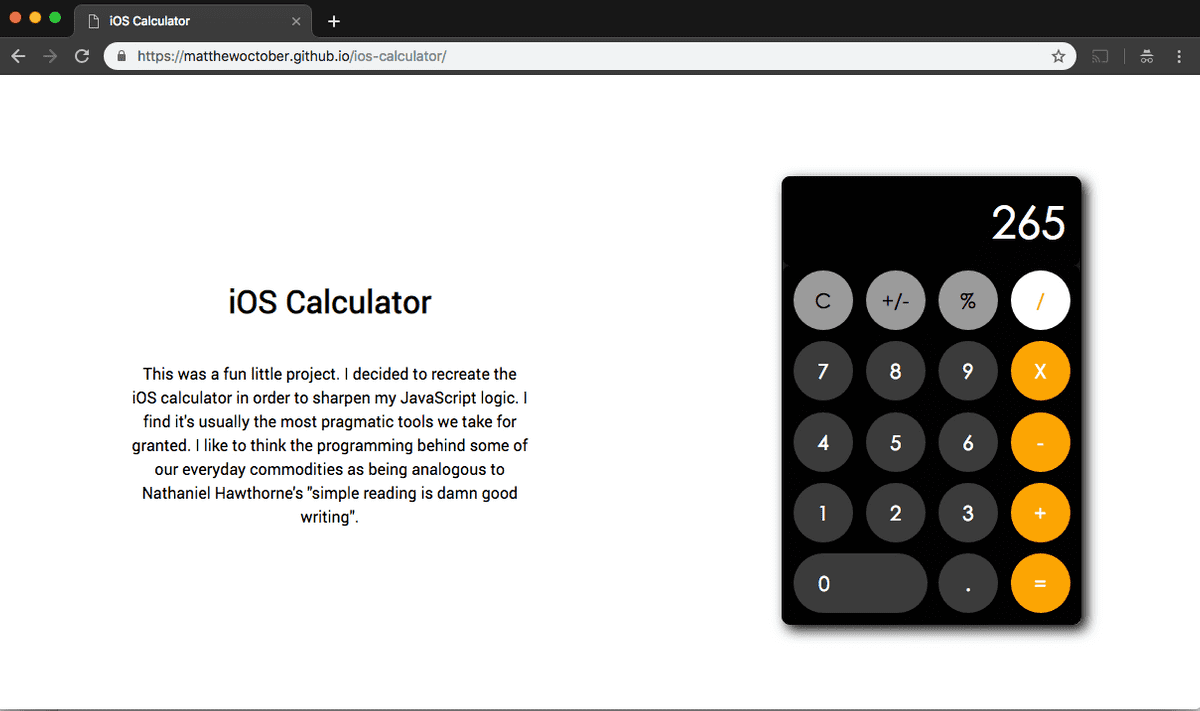 iOS Calculator
https://matthewoctober.github.io/ios-calculator/
iOS Calculator
This was a fun little project. I decided to recreate the
iOS calculator in order to sharpen my JavaScript logic. I
find it's usually the most pragmatic tools we take for
granted. I like to think the programming behind some of
our everyday commodities as being analogous to
Nathaniel Hawthorne's "simple reading is damn good
writing".
265
C +/- % /
7 8 9 X
4 5 6 -
1 2 3 +
0 . =